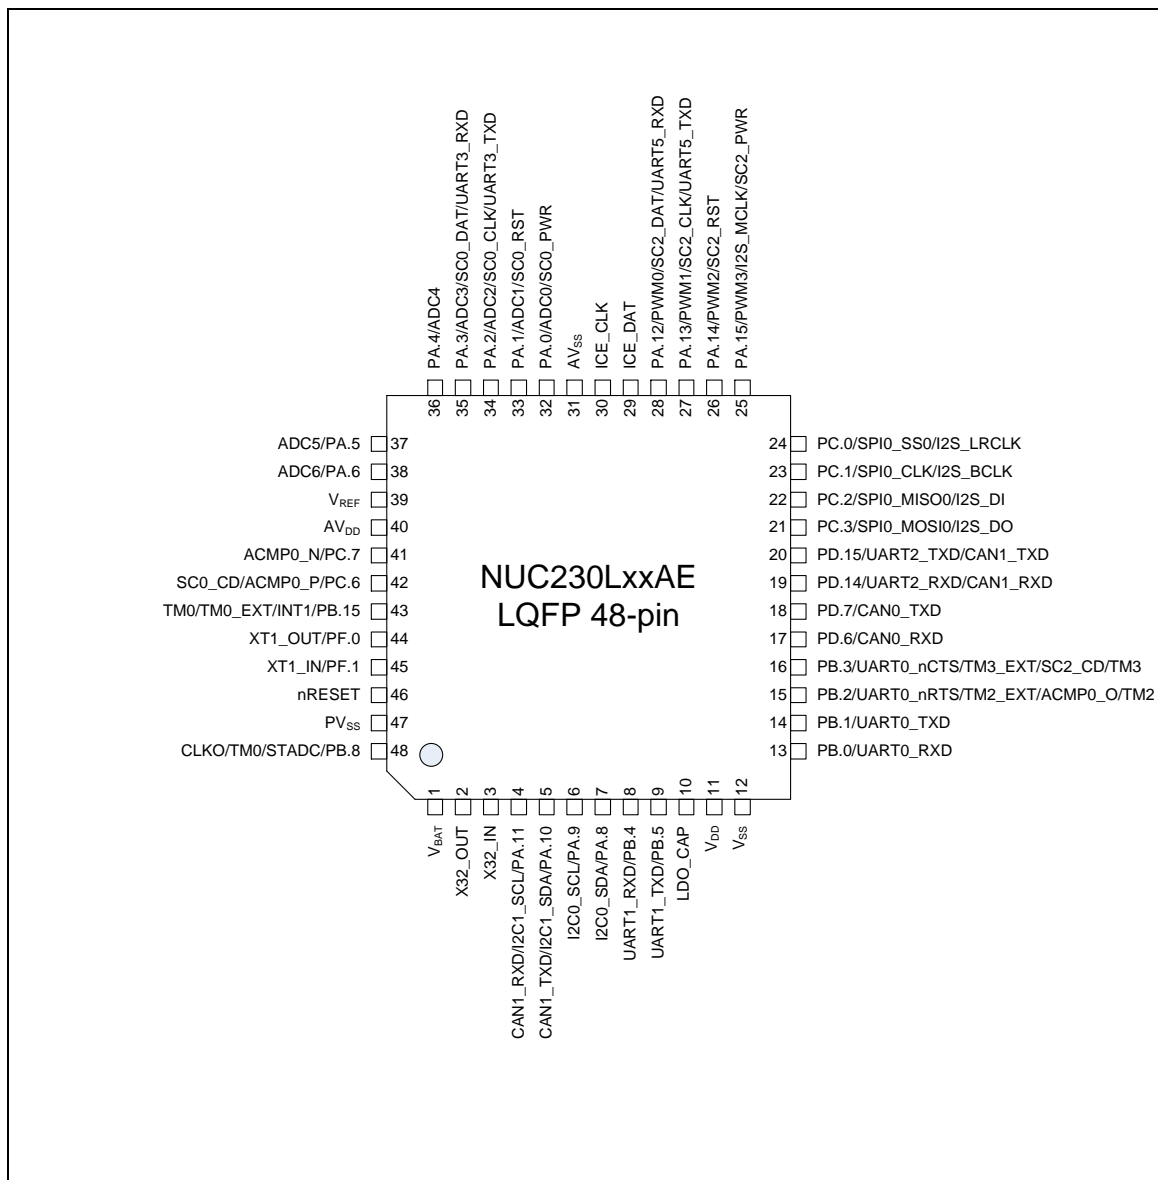 PA.4/ADC4
PA.3/ADC3/SC0_DAT/UART3_RXD
PA.2/ADC2/SC0_CLK/UART3_TXD
PA.1/ADC1/SC0_RST
PA.0/ADC0/SC0_PWR
AVSS
ICE_CLK
ICE_DAT
PA.12/PWM0/SC2_DAT/UART5_RXD
PA.13/PWM1/SC2_CLK/UART5_TXD
PA.14/PWM2/SC2_RST
PA.15/PWM3/I2S_MCLK/SC2_PWR
36
35
34
33
32
31
30
29
28
27
26
25
ADC5/PA.5 37
ADC6/PA.6 38
VREF 39
AVDD 40
ACMP0_N/PC.7 41
SC0_CD/ACMP0_P/PC.6 42
TM0/TM0_EXT/INT1/PB.15 43
XT1_OUT/PF.0 44
XT1_IN/PF.1 45
nRESET 46
PVSS 47
CLKO/TM0/STADC/PB.8 48
NUC230LxxAE
LQFP 48-pin
24 PC.0/SPI0_SS0/I2S_LRCLK
23 PC.1/SPI0_CLK/I2S_BCLK
22 PC.2/SPI0_MISO0/I2S_DI
21 PC.3/SPI0_MOSI0/I2S_DO
20 PD.15/UART2_TXD/CAN1_TXD
19 PD.14/UART2_RXD/CAN1_RXD
18 PD.7/CAN0_TXD
17 PD.6/CAN0_RXD
16 PB.3/UART0_nCTS/TM3_EXT/SC2_CD/TM3
15 PB.2/UART0_nRTS/TM2_EXT/ACMP0_O/TM2
14 PB.1/UART0_TXD
13 PB.0/UART0_RXD
1
2
3
4
5
6
7
8
9
10
11
12
VBAT
X32_OUT
X32_IN
CAN1_RXD/I2C1_SCL/PA.11
CAN1_TXD/I2C1_SDA/PA.10
I2C0_SCL/PA.9
I2C0_SDA/PA.8
UART1_RXD/PB.4
UART1_TXD/PB.5
LDO_CAP
VDD
VSS